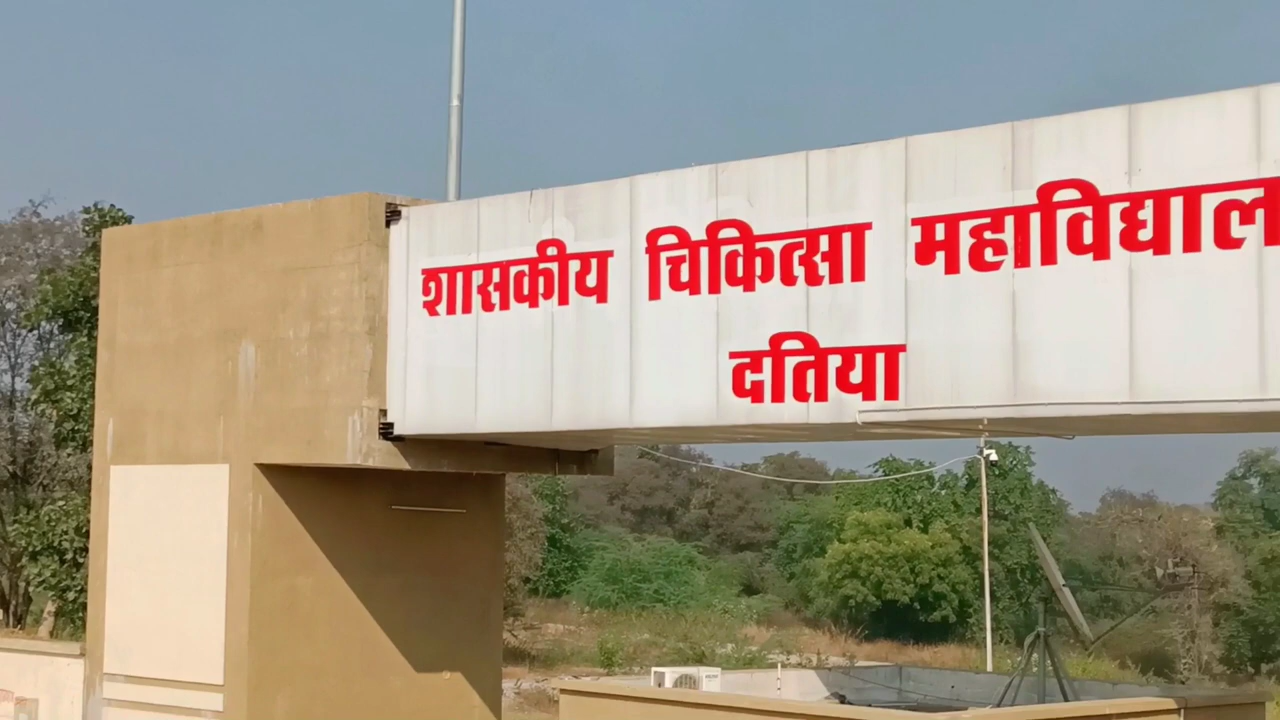 शासकीय चिकित्सा महाविद्याल
दतिया